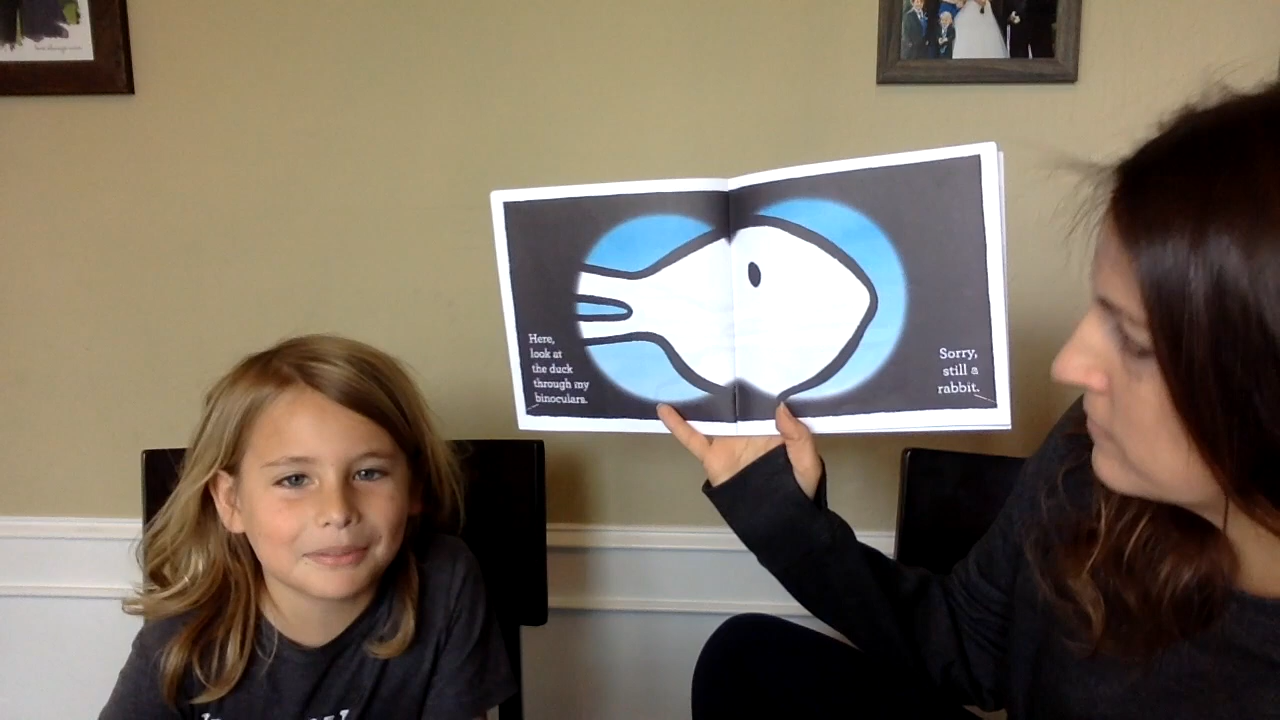 Here,
look at
the duck
through my
binoculars.
Sorry,
still a
rabbit.